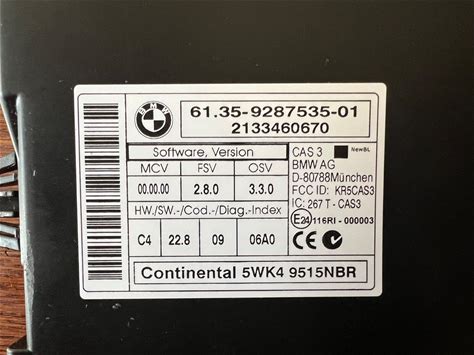 BMW
61.35-9287535-01
2133460670
Software, Version
MCV FSV OSV
00.00.00 2.8.0 3.3.0
HW./SW.-/Cod.-/Diag.-Index
C4 22.8 09 06A0
CAS 3 NewBL
BMW AG
D-80788München
FCC ID: KR5CAS3
IC: 267 T - CAS3
E24 116RI -000003
CE
Continental 5WK4 9515NBR